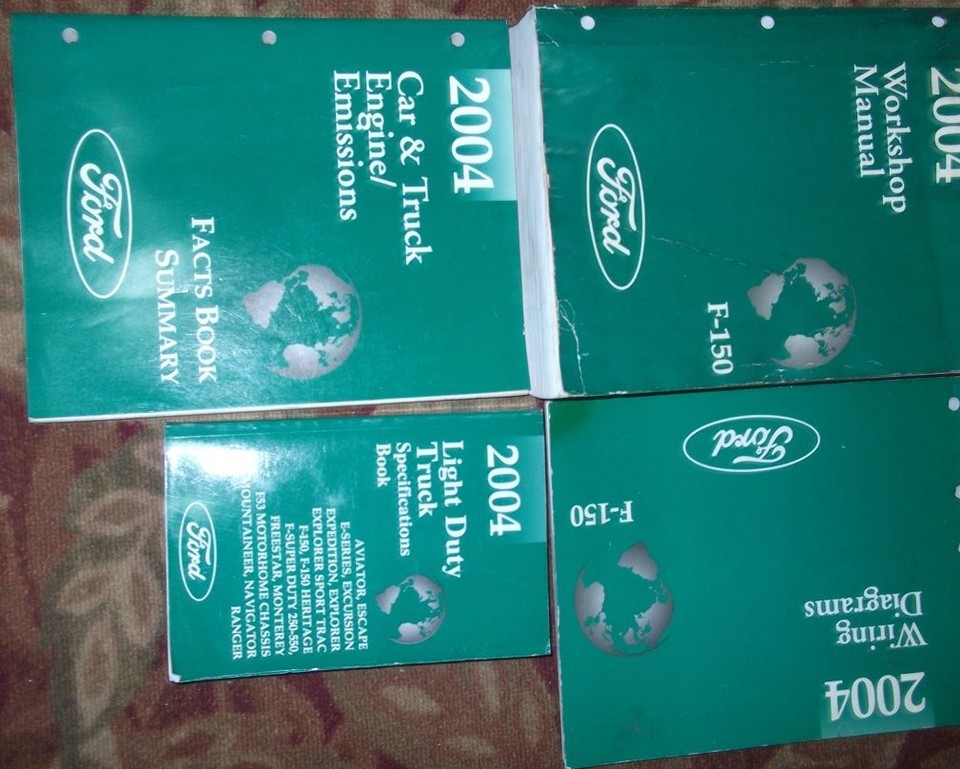 2004
Car & Truck
Engine/
Emissions
FACTS BOOK
SUMMARY
Ford
2004
Workshop
Manual
F-150
Ford
2004
Light Duty
Truck
Specifications
Book
AVIATOR, ESCAPE
E-SERIES, EXCURSION
EXPEDITION, EXPLORER
EXPLORER SPORT TRAC
F-150, F-150 HERITAGE
F-SUPER DUTY 250-550,
FREESTAR, MONTEREY
F53 MOTORHOME CHASSIS
MOUNTAINEER, NAVIGATOR
RANGER
Ford
2004
Wiring
Diagrams
F-150
Ford